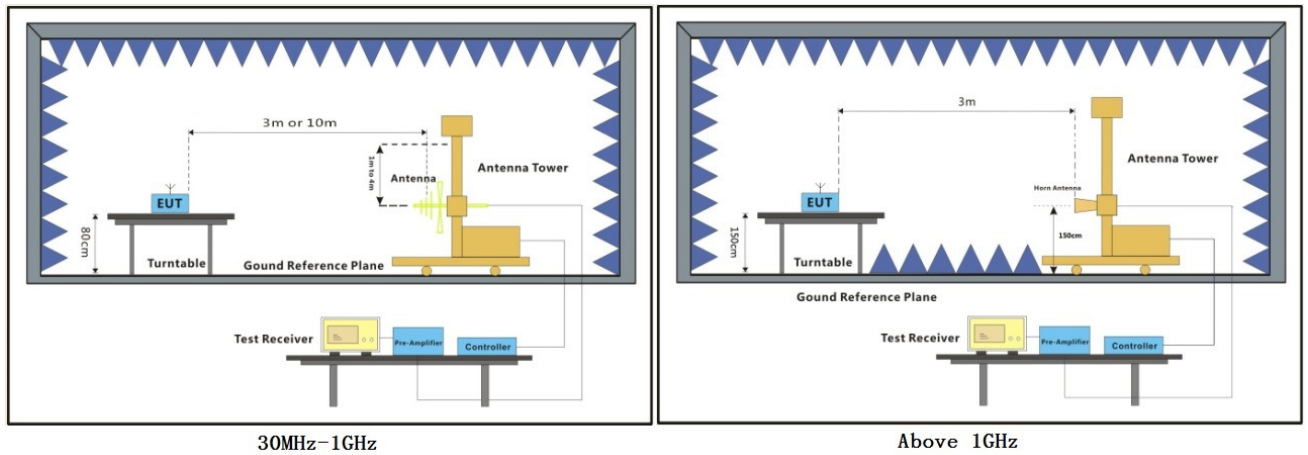 3m or 10m
1m to 4m
Antenna
Antenna Tower
EUT
80cm
Turntable
Gound Reference Plane
Test Receiver
Pre-Amplifier
Controller
30MHz-1GHz
3m
Antenna Tower
Horn Antenna
EUT
150cm
150cm
Turntable
Gound Reference Plane
Test Receiver
Pre-Amplifier
Controller
Above 1GHz